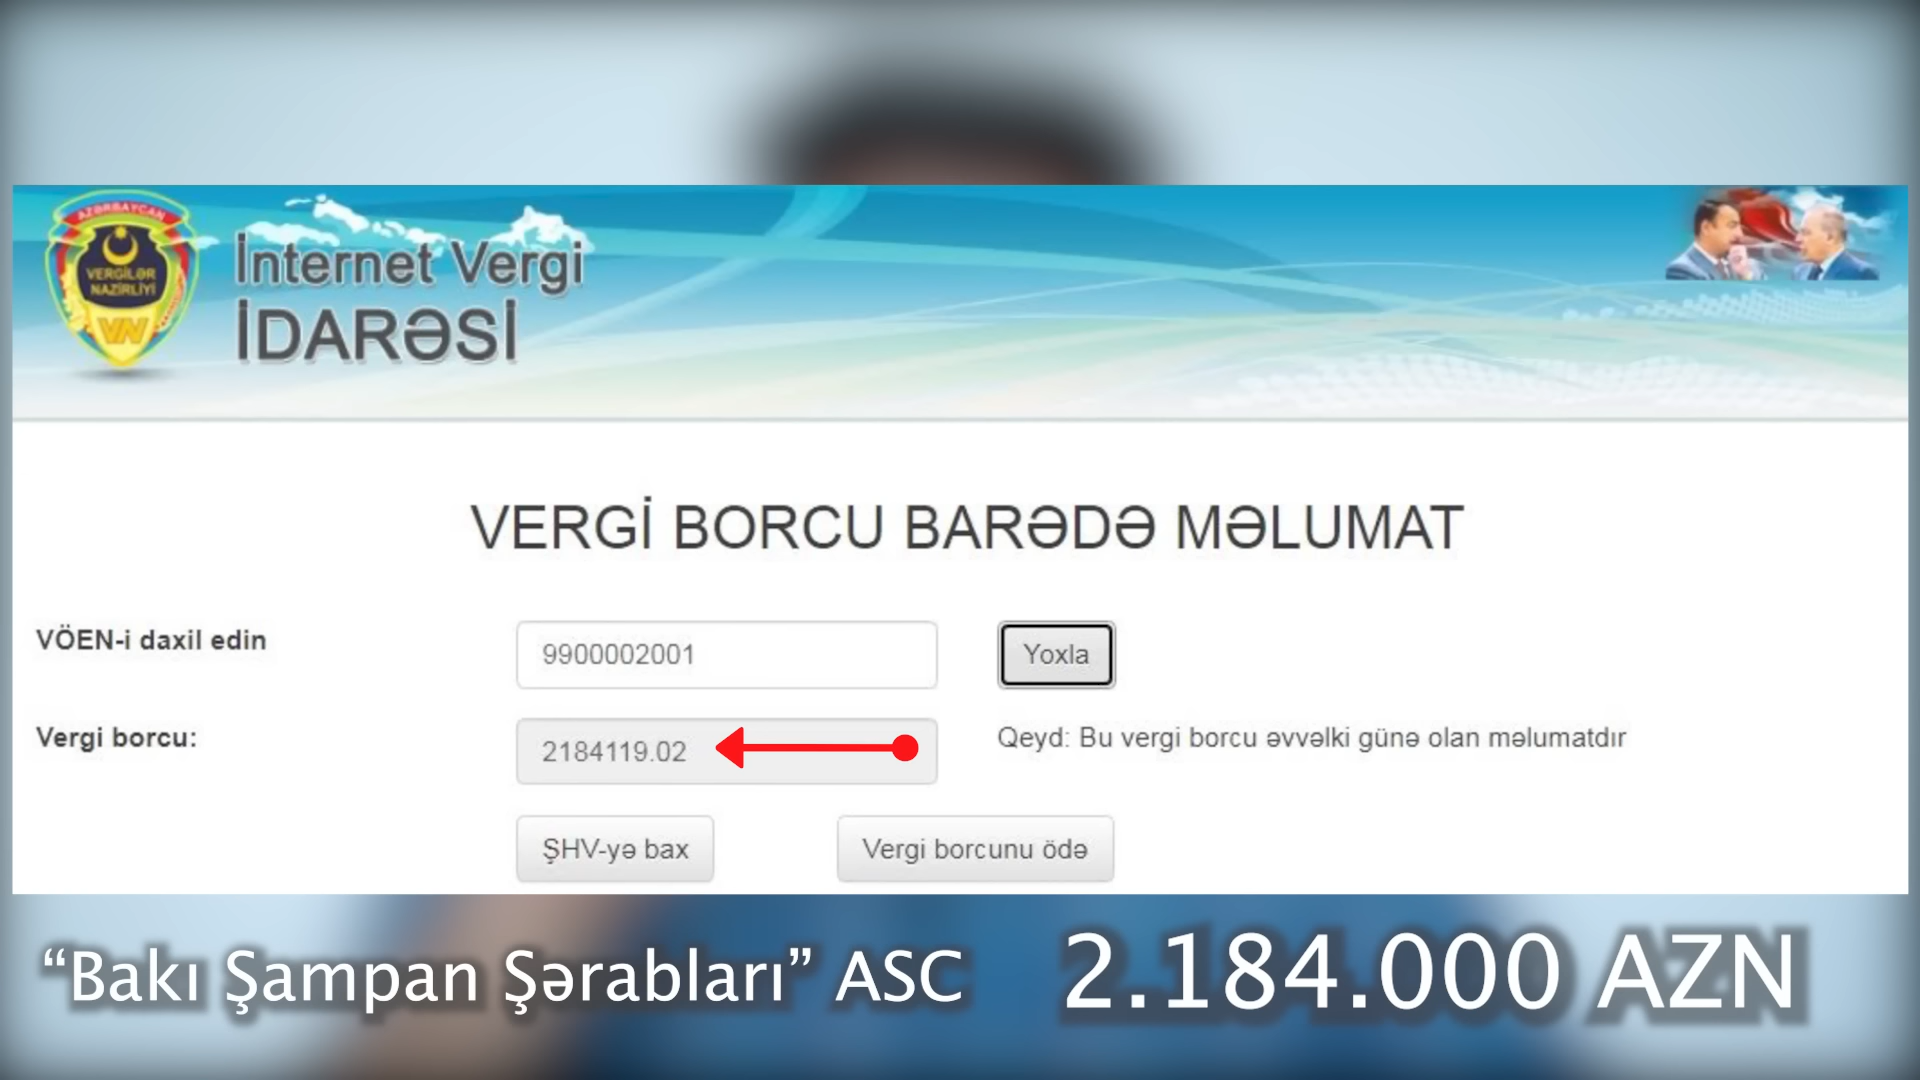 AZƏRBAYCAN
VERGİLƏR
NAZİRLİYİ
VN
İnternet Vergi
İDARƏSİ
VERGİ BORCU BARƏDƏ MƏLUMAT
VÖEN-i daxil edin
9900002001
Yoxla
Vergi borcu:
2184119.02
Qeyd: Bu vergi borcu əvvəlki günə olan məlumatdır
ŞHV-yə bax
Vergi borcunu ödə
“Bakı Şampan Şərabları” ASC
2.184.000 AZN